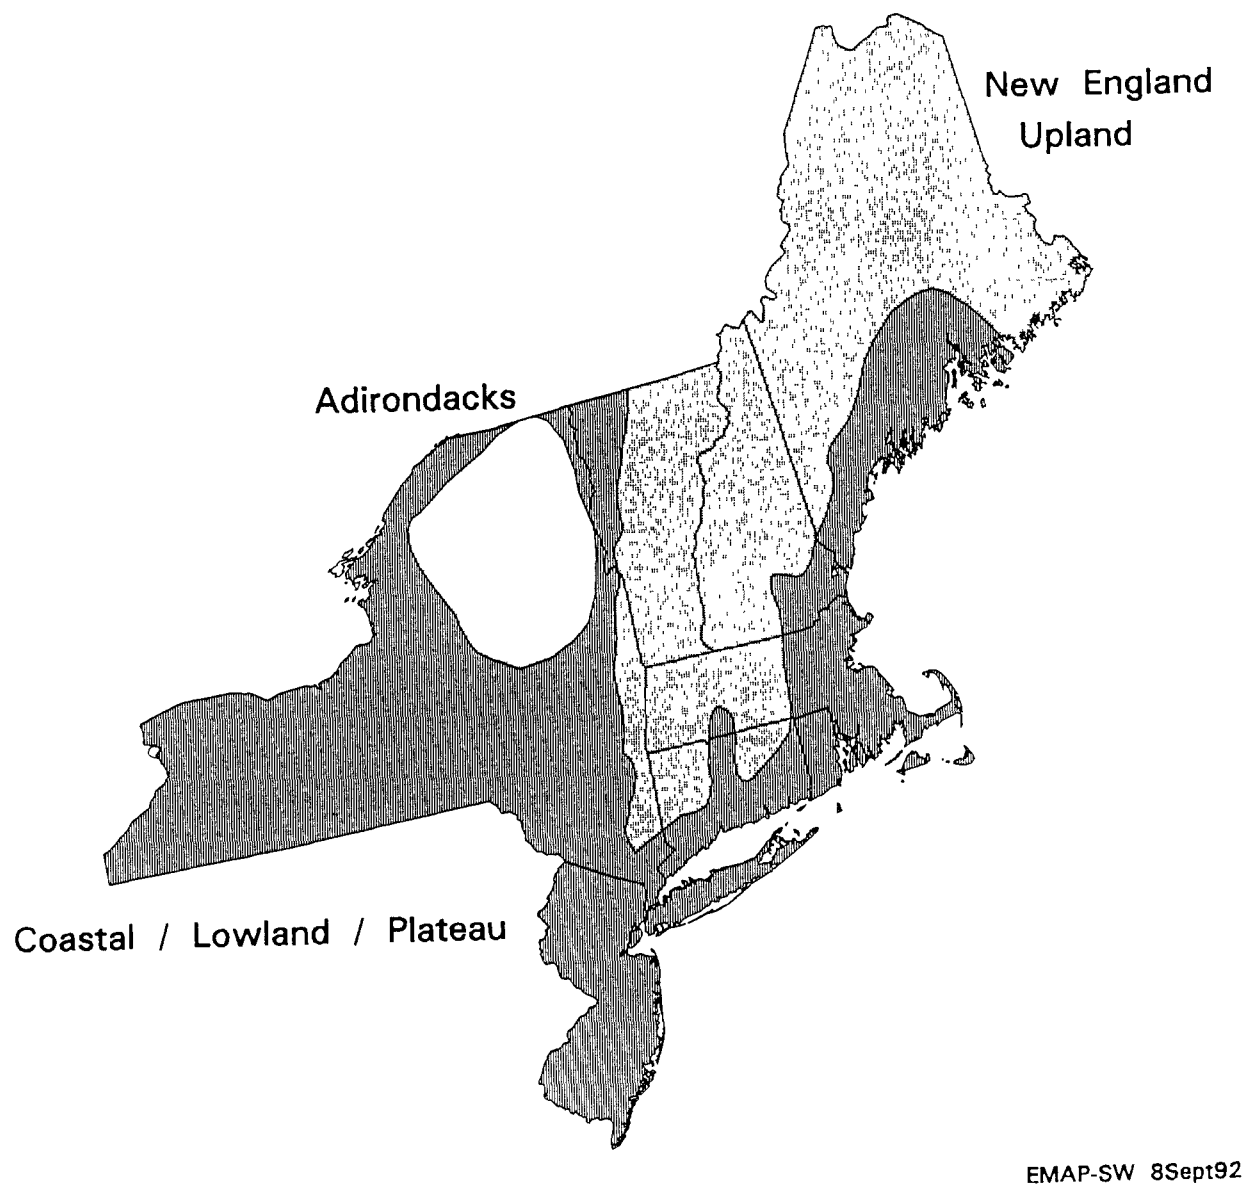 New England
Upland
Adirondacks
Coastal / Lowland / Plateau
EMAP-SW 8Sept92